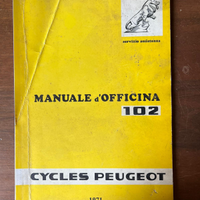 MANUALE d'OFFICINA
102
CYCLES PEUGEOT
1971